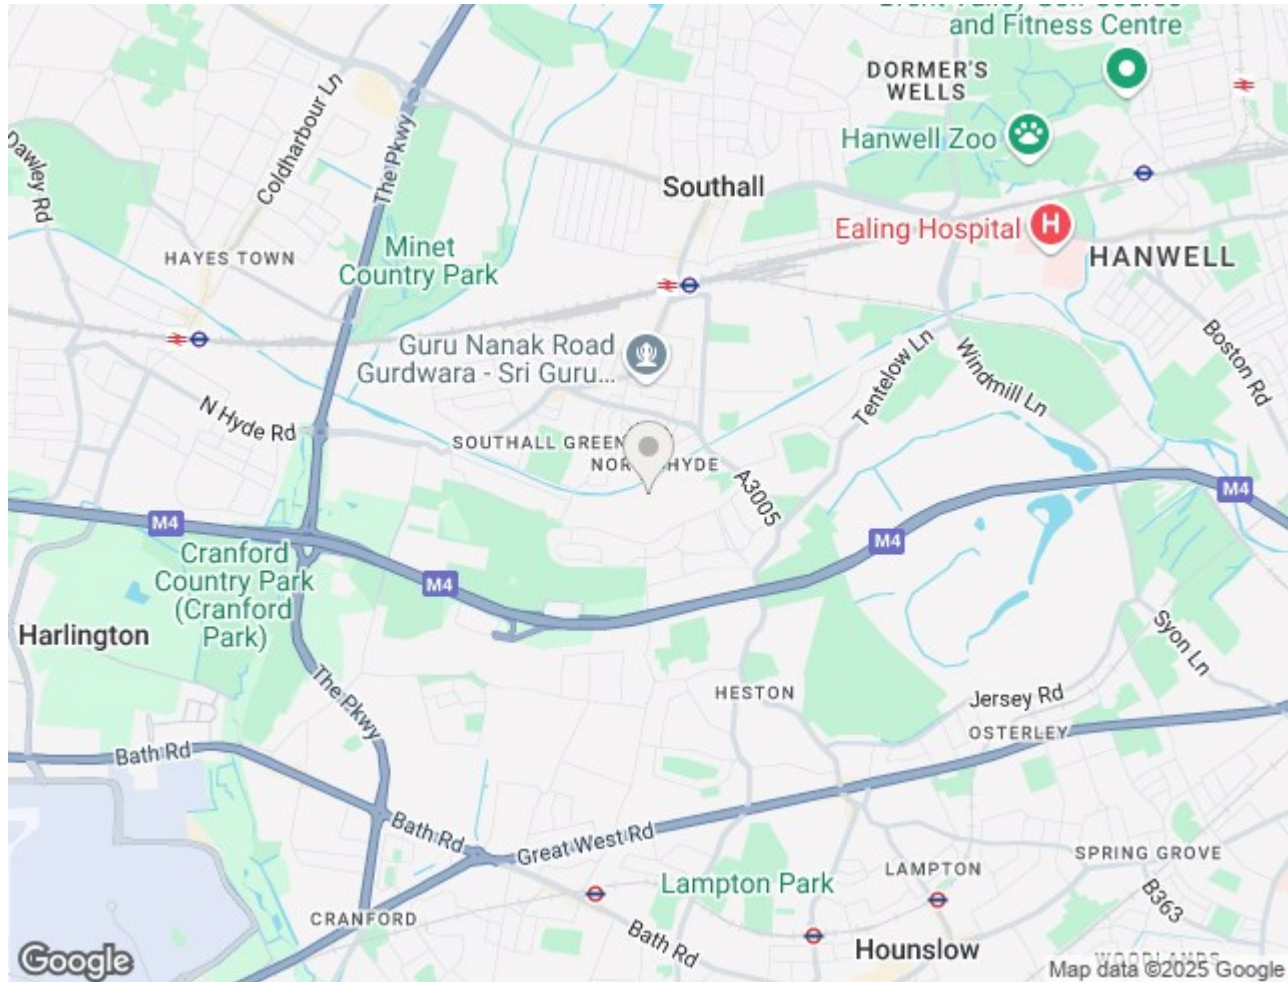 and Fitness Centre
DORMER'S
WELLS
Coldharbour Ln
The Pkwy
Hanwell Zoo
Dawley Rd
Southall
Ealing Hospital
H
HANWELL
Minet
Country Park
HAYES TOWN
Guru Nanak Road
Gurdwara - Sri Guru...
Boston Rd
Tentelow Ln
Windmill Ln
N Hyde Rd
SOUTHALL GREEN
A3005
M4
M4
M4
M4
Cranford
Country Park
(Cranford
Park)
Harlington
Syon Ln
The Pkwy
HESTON
Jersey Rd
OSTERLEY
Bath Rd
Bath Rd
Great West Rd
SPRING GROVE
LAMPTON
Lampton Park
B363
CRANFORD
Bath Rd
Hounslow
WOODLANDS
Google
Map data ©2025 Google